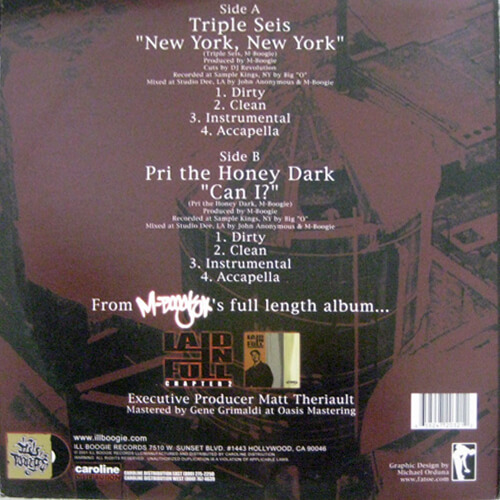 Side A
Triple Seis
"New York, New York"
(Triple Seis, M-Boogie)
Produced by M-Boogie
Cuts by DJ Revolution
Recorded at Sample Kings, NY by Big "O"
Mixed at Studio Dee, LA by John Anonymous & M-Boogie
1. Dirty
2. Clean
3. Instrumental
4. Accapella
Side B
Pri the Honey Dark
"Can I?"
(Pri the Honey Dark, M-Boogie)
Produced by M-Boogie
Recorded at Sample Kings, NY by Big "O"
Mixed at Studio Dee, LA by John Anonymous & M-Boogie
1. Dirty
2. Clean
3. Instrumental
4. Accapella
From M-Boogie's full length album...
LAID
IN
FULL
CHAPTER 2
Executive Producer Matt Theriault
Mastered by Gene Grimaldi at Oasis Mastering
www.illboogie.com
ILL BOOGIE RECORDS 7510 W. SUNSET BLVD. #1443 HOLLYWOOD, CA 90046
caroline
Graphic Design by
Michael Orduna